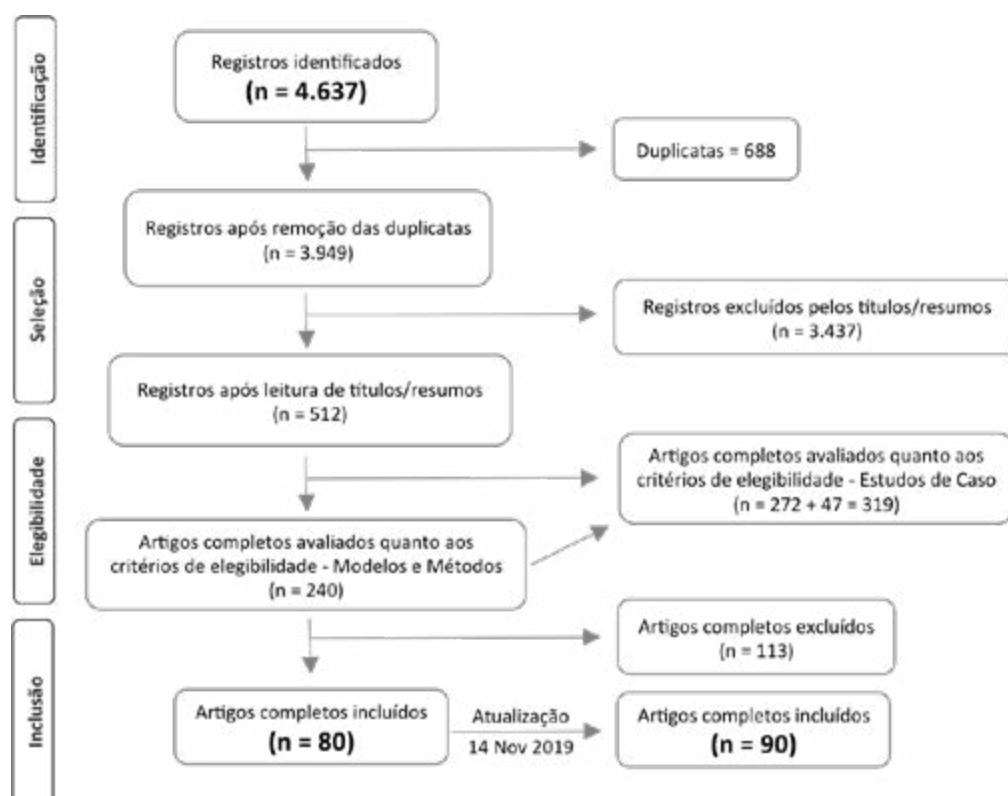 Identificação
Registros identificados
(n = 4.637)
Duplicatas = 688
Registros após remoção das duplicatas
(n = 3.949)
Seleção
Registros excluídos pelos títulos/resumos
(n = 3.437)
Registros após leitura de títulos/resumos
(n = 512)
Elegibilidade
Artigos completos avaliados quanto aos
critérios de elegibilidade - Estudos de Caso
(n = 272 + 47 = 319)
Artigos completos avaliados quanto aos
critérios de elegibilidade - Modelos e Métodos
(n = 240)
Inclusão
Artigos completos excluídos
(n = 113)
Artigos completos incluídos
(n = 80)
Atualização
14 Nov 2019
Artigos completos incluídos
(n = 90)